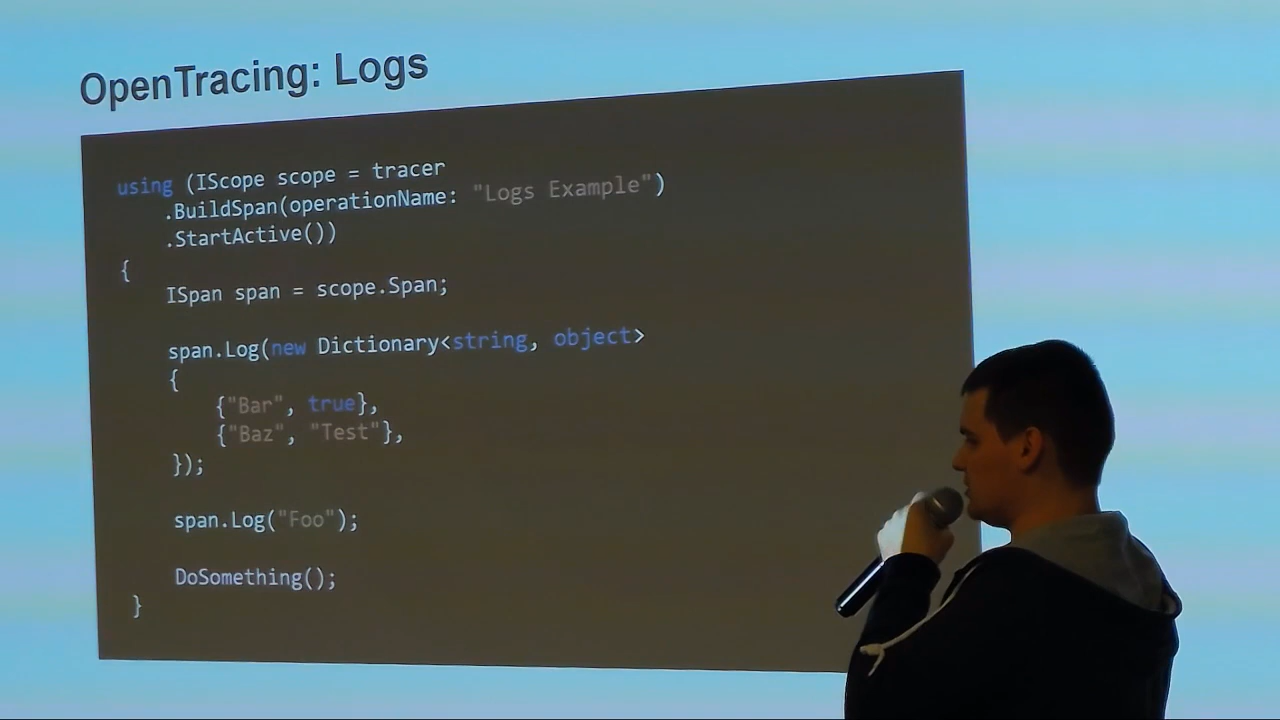 OpenTracing: Logs
using (IScope scope = tracer
.BuildSpan(operationName: "Logs Example")
.StartActive())
{
ISpan span = scope.Span;
span.Log(new Dictionary<string, object>
{
{"Bar", true},
{"Baz", "Test"},
});
span.Log("Foo");
DoSomething();
}